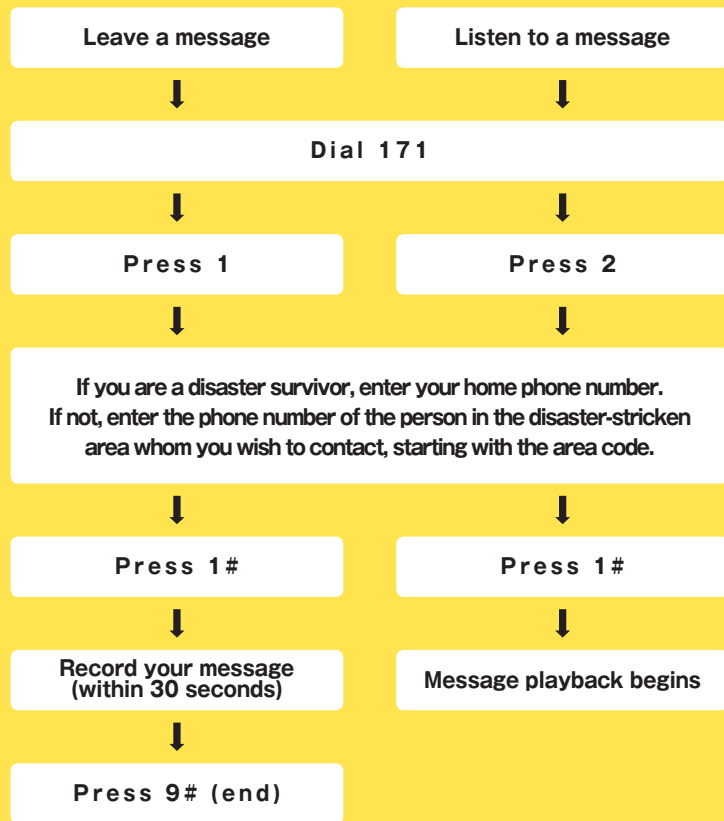 Leave a message
Listen to a message
Dial 171
Press 1
Press 2
If you are a disaster survivor, enter your home phone number.
If not, enter the phone number of the person in the disaster-stricken
area whom you wish to contact, starting with the area code.
Press 1#
Press 1#
Record your message
(within 30 seconds)
Message playback begins
Press 9# (end)